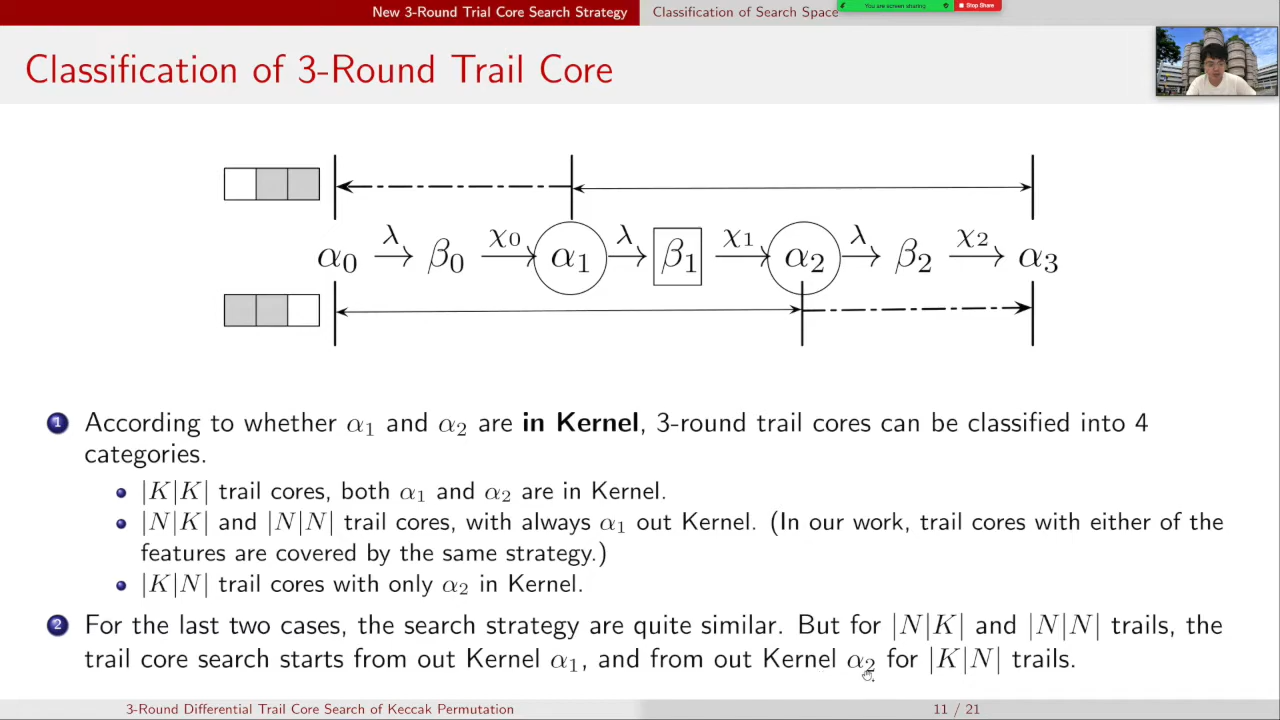 New 3-Round Trial Core Search Strategy Classification of Search Space
You are screen sharing Stop Share
Classification of 3-Round Trail Core
α0 λ→ β0 χ0→ α1 λ→ β1 χ1→ α2 λ→ β2 χ2→ α3
1 According to whether α1 and α2 are in Kernel, 3-round trail cores can be classified into 4
categories.
|K|K| trail cores, both α1 and α2 are in Kernel.
|N|K| and |N|N| trail cores, with always α1 out Kernel. (In our work, trail cores with either of the
features are covered by the same strategy.)
|K|N| trail cores with only α2 in Kernel.
2 For the last two cases, the search strategy are quite similar. But for |N|K| and |N|N| trails, the
trail core search starts from out Kernel α1, and from out Kernel α2 for |K|N| trails.
3-Round Differential Trail Core Search of Keccak Permutation 11 / 21